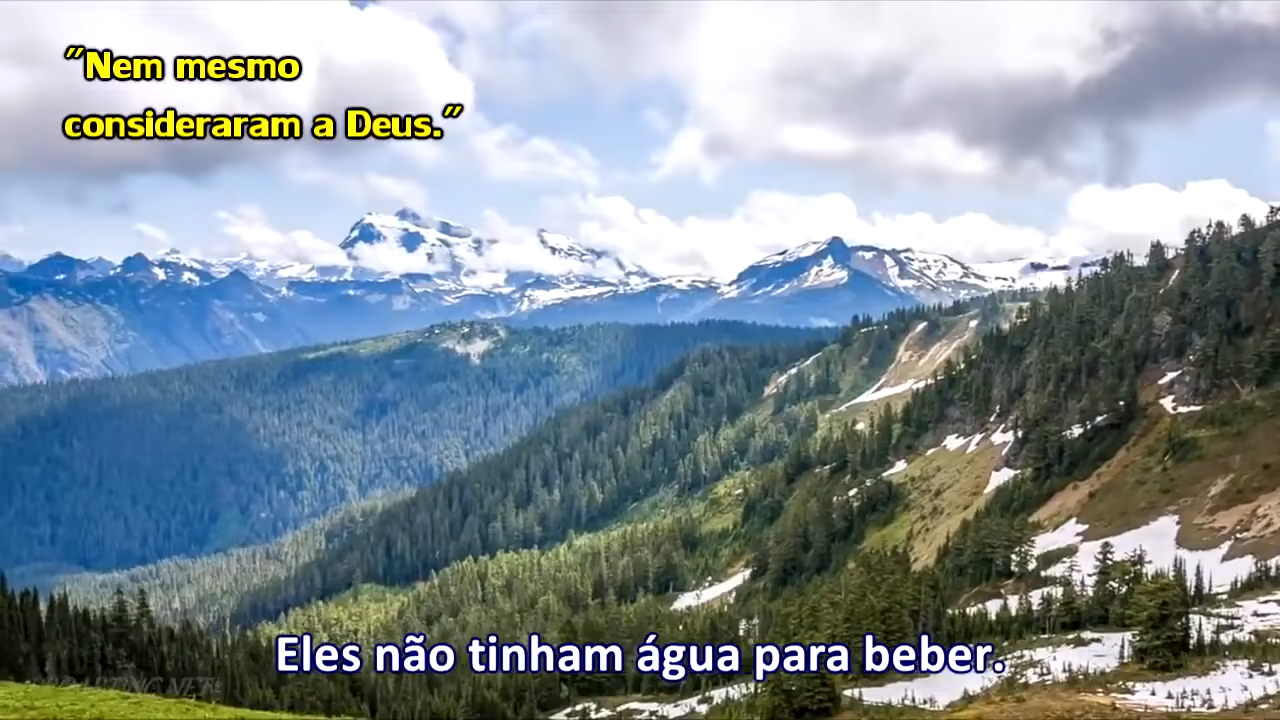 "Nem mesmo
consideraram a Deus."
Eles não tinham água para beber.